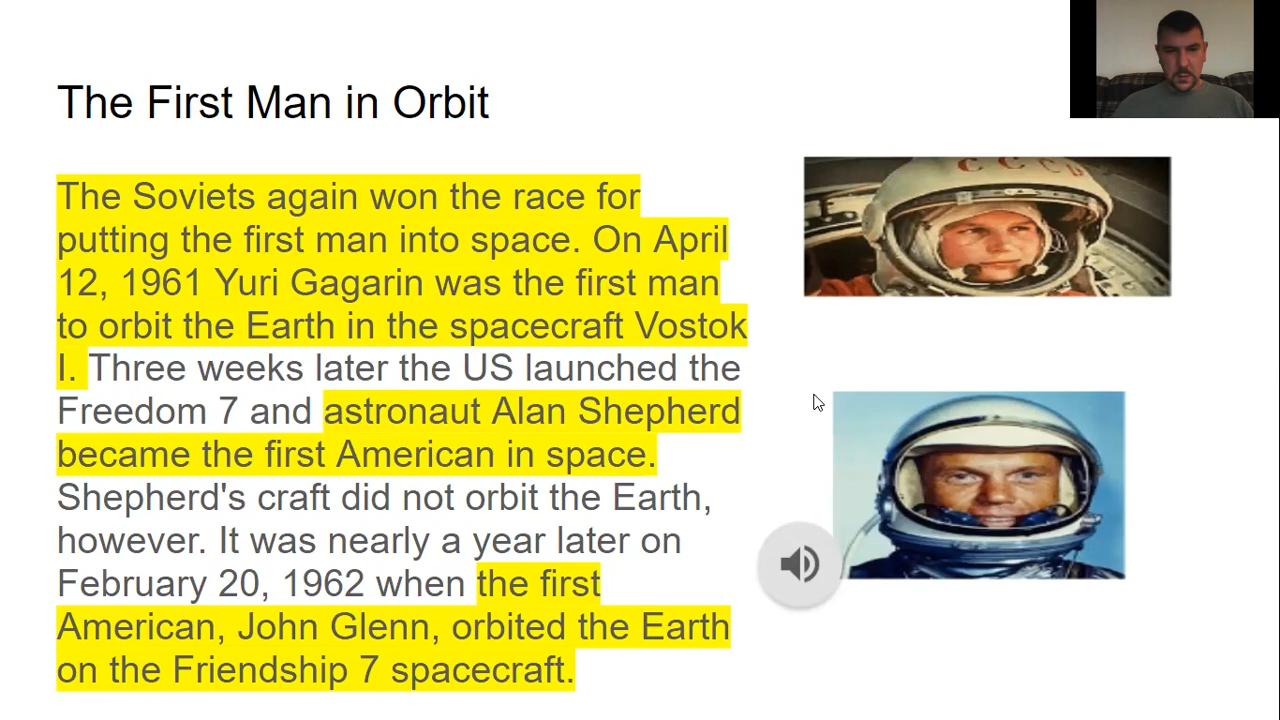 The First Man in Orbit
The Soviets again won the race for
putting the first man into space. On April
12, 1961 Yuri Gagarin was the first man
to orbit the Earth in the spacecraft Vostok
I. Three weeks later the US launched the
Freedom 7 and astronaut Alan Shepherd
became the first American in space.
Shepherd's craft did not orbit the Earth,
however. It was nearly a year later on
February 20, 1962 when the first
American, John Glenn, orbited the Earth
on the Friendship 7 spacecraft.
CCCP